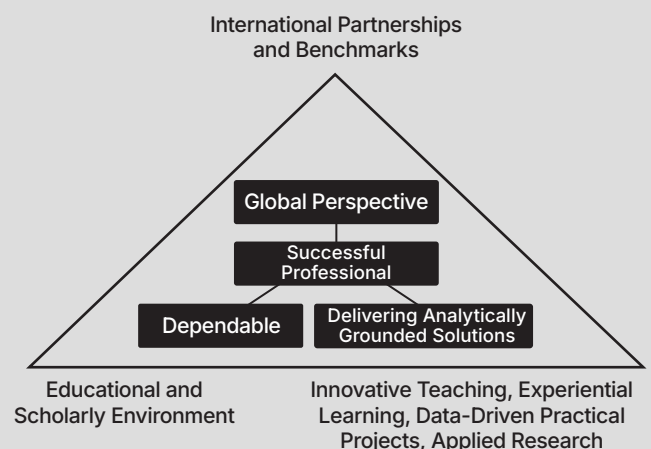 International Partnerships
and Benchmarks
Global Perspective
Successful
Professional
Dependable
Delivering Analytically
Grounded Solutions
Educational and
Scholarly Environment
Innovative Teaching, Experiential
Learning, Data-Driven Practical
Projects, Applied Research